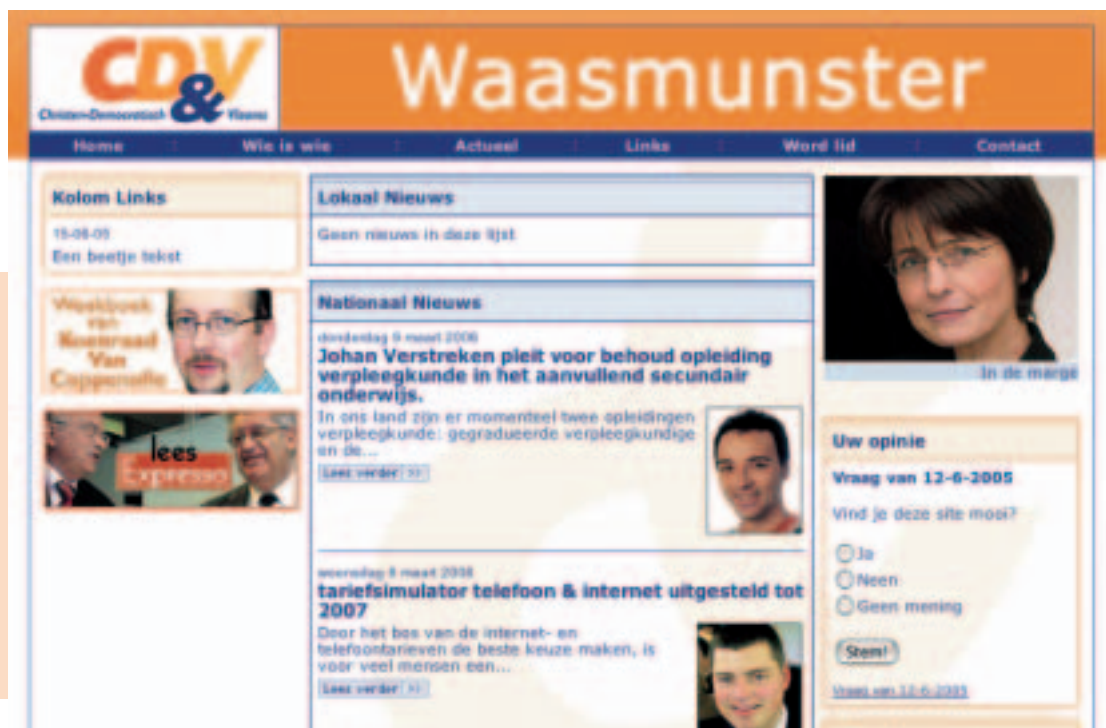 CD&V
Christen-Democratisch & Vlaams
Waasmunster
Home : Wie is wie : Actueel : Links : Word lid : Contact
Kolom Links
15-06-05
Een beetje tekst
Weekboek
van
Koenraad
Van
Coppenolle
lees
Expresso
Lokaal Nieuws
Geen nieuws in deze lijst
Nationaal Nieuws
donderdag 9 maart 2006
Johan Verstreken pleit voor behoud opleiding
verpleegkunde in het aanvullend secundair
onderwijs.
In ons land zijn er momenteel twee opleidingen
verpleegkunde: gegradueerde verpleegkundige
en de...
Lees verder >>
woensdag 8 maart 2006
tariefsimulator telefoon & internet uitgesteld tot
2007
Door het bos van de internet- en
telefoontarieven de beste keuze maken, is
voor veel mensen een...
Lees verder >>
In de marge
Uw opinie
Vraag van 12-6-2005
Vind je deze site mooi?
Ja
Neen
Geen mening
Stem!
Vraag van 12-6-2005